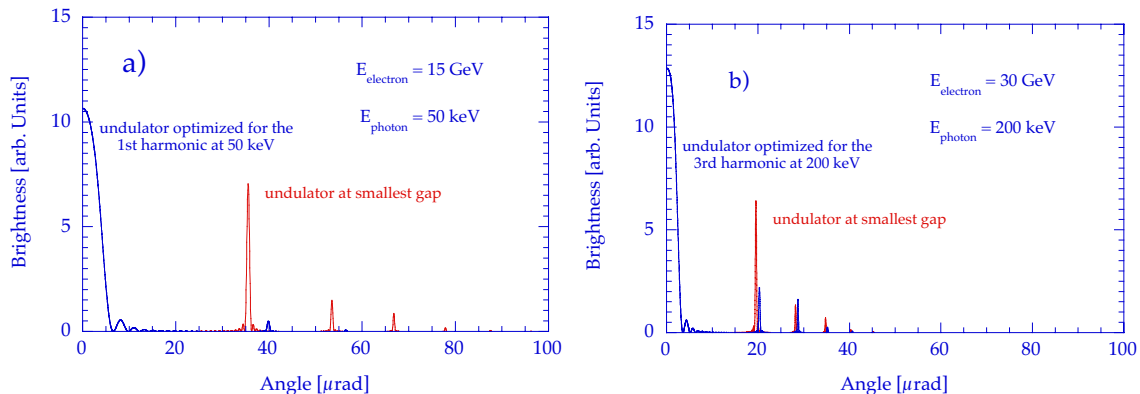 15
10
5
0
Brightness [arb. Units]
a)
E_electron = 15 GeV
E_photon = 50 keV
undulator optimized for the
1st harmonic at 50 keV
undulator at smallest gap
0 20 40 60 80 100
Angle [μrad]
15
10
5
0
Brightness [arb. Units]
b)
E_electron = 30 GeV
E_photon = 200 keV
undulator optimized for the
3rd harmonic at 200 keV
undulator at smallest gap
0 20 40 60 80 100
Angle [μrad]